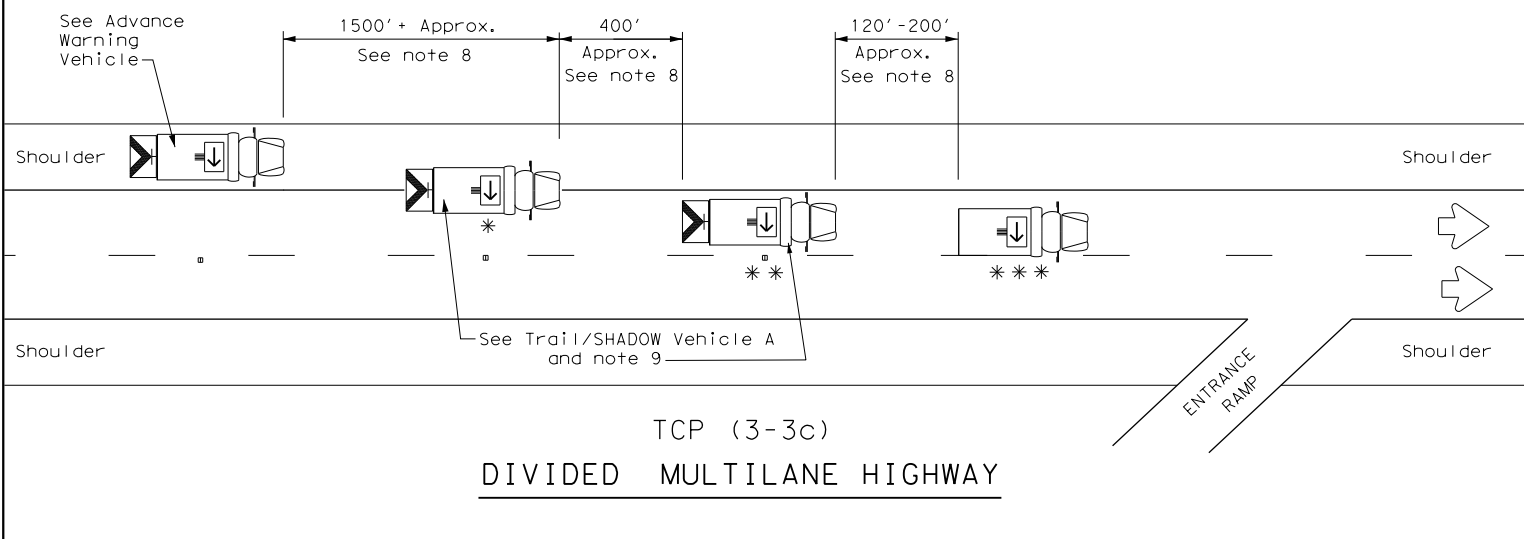 See Advance
Warning
Vehicle
1500'+ Approx.
See note 8
400'
Approx.
See note 8
120'-200'
Approx.
See note 8
Shoulder
Shoulder
*
**
***
See Trail/SHADOW Vehicle A
and note 9
Shoulder
Shoulder
ENTRANCE
RAMP
TCP (3-3c)
DIVIDED MULTILANE HIGHWAY